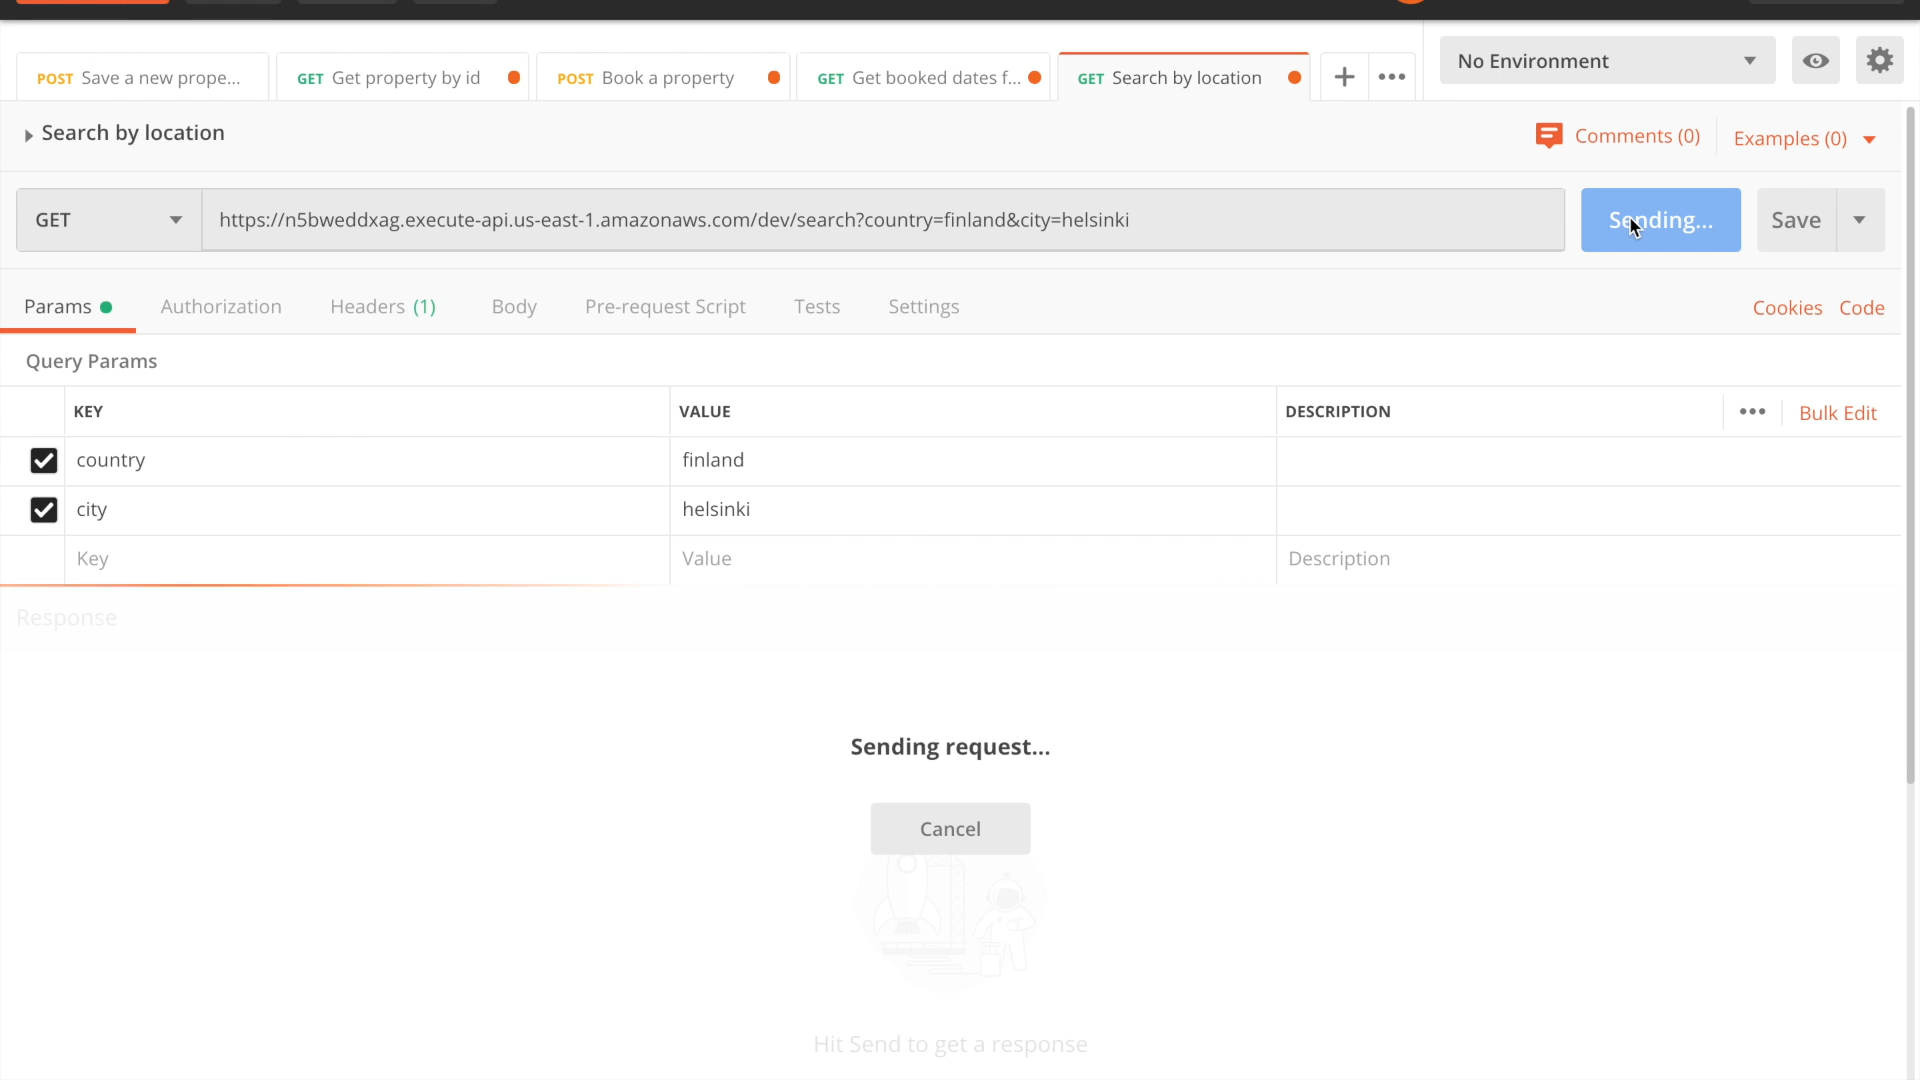 POST Save a new prope... GET Get property by id POST Book a property GET Get booked dates f... GET Search by location + ••• No Environment
Search by location Comments (0) Examples (0)
GET https://n5bweddxag.execute-api.us-east-1.amazonaws.com/dev/search?country=finland&city=helsinki Sending... Save
Params Authorization Headers (1) Body Pre-request Script Tests Settings Cookies Code
Query Params
KEY VALUE DESCRIPTION ••• Bulk Edit
country finland
city helsinki
Key Value Description
Response
Sending request...
Cancel
Hit Send to get a response